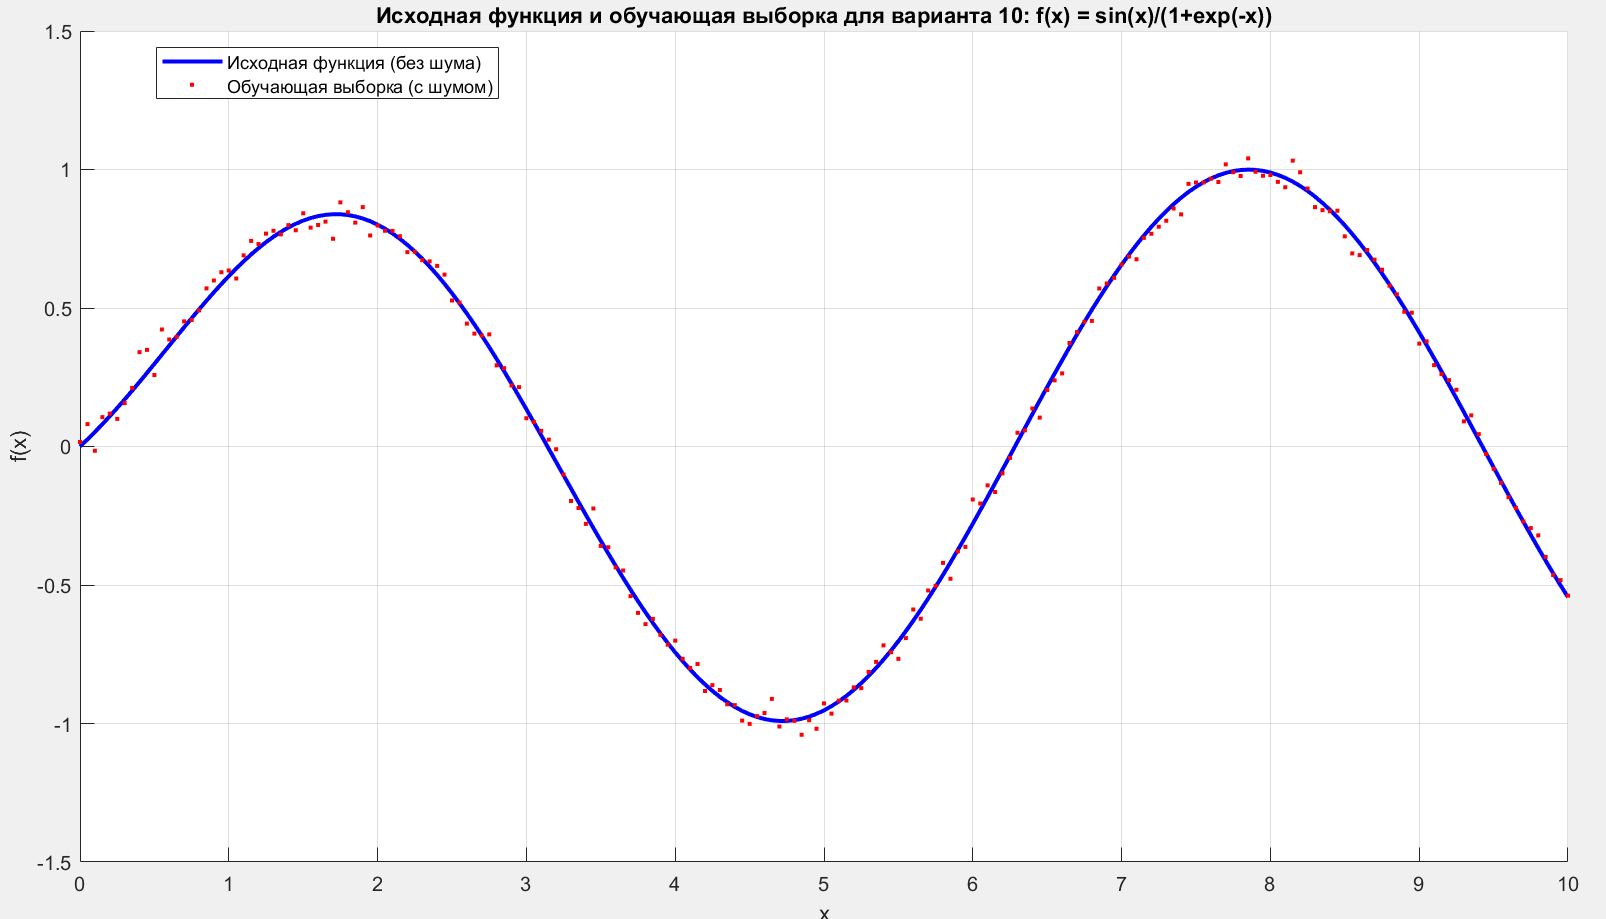 Исходная функция и обучающая выборка для варианта 10: f(x) = sin(x)/(1+exp(-x))
1.5
Исходная функция (без шума)
Обучающая выборка (с шумом)
1
0.5
0
f(x)
-0.5
-1
-1.5
0 1 2 3 4 5 6 7 8 9 10
x